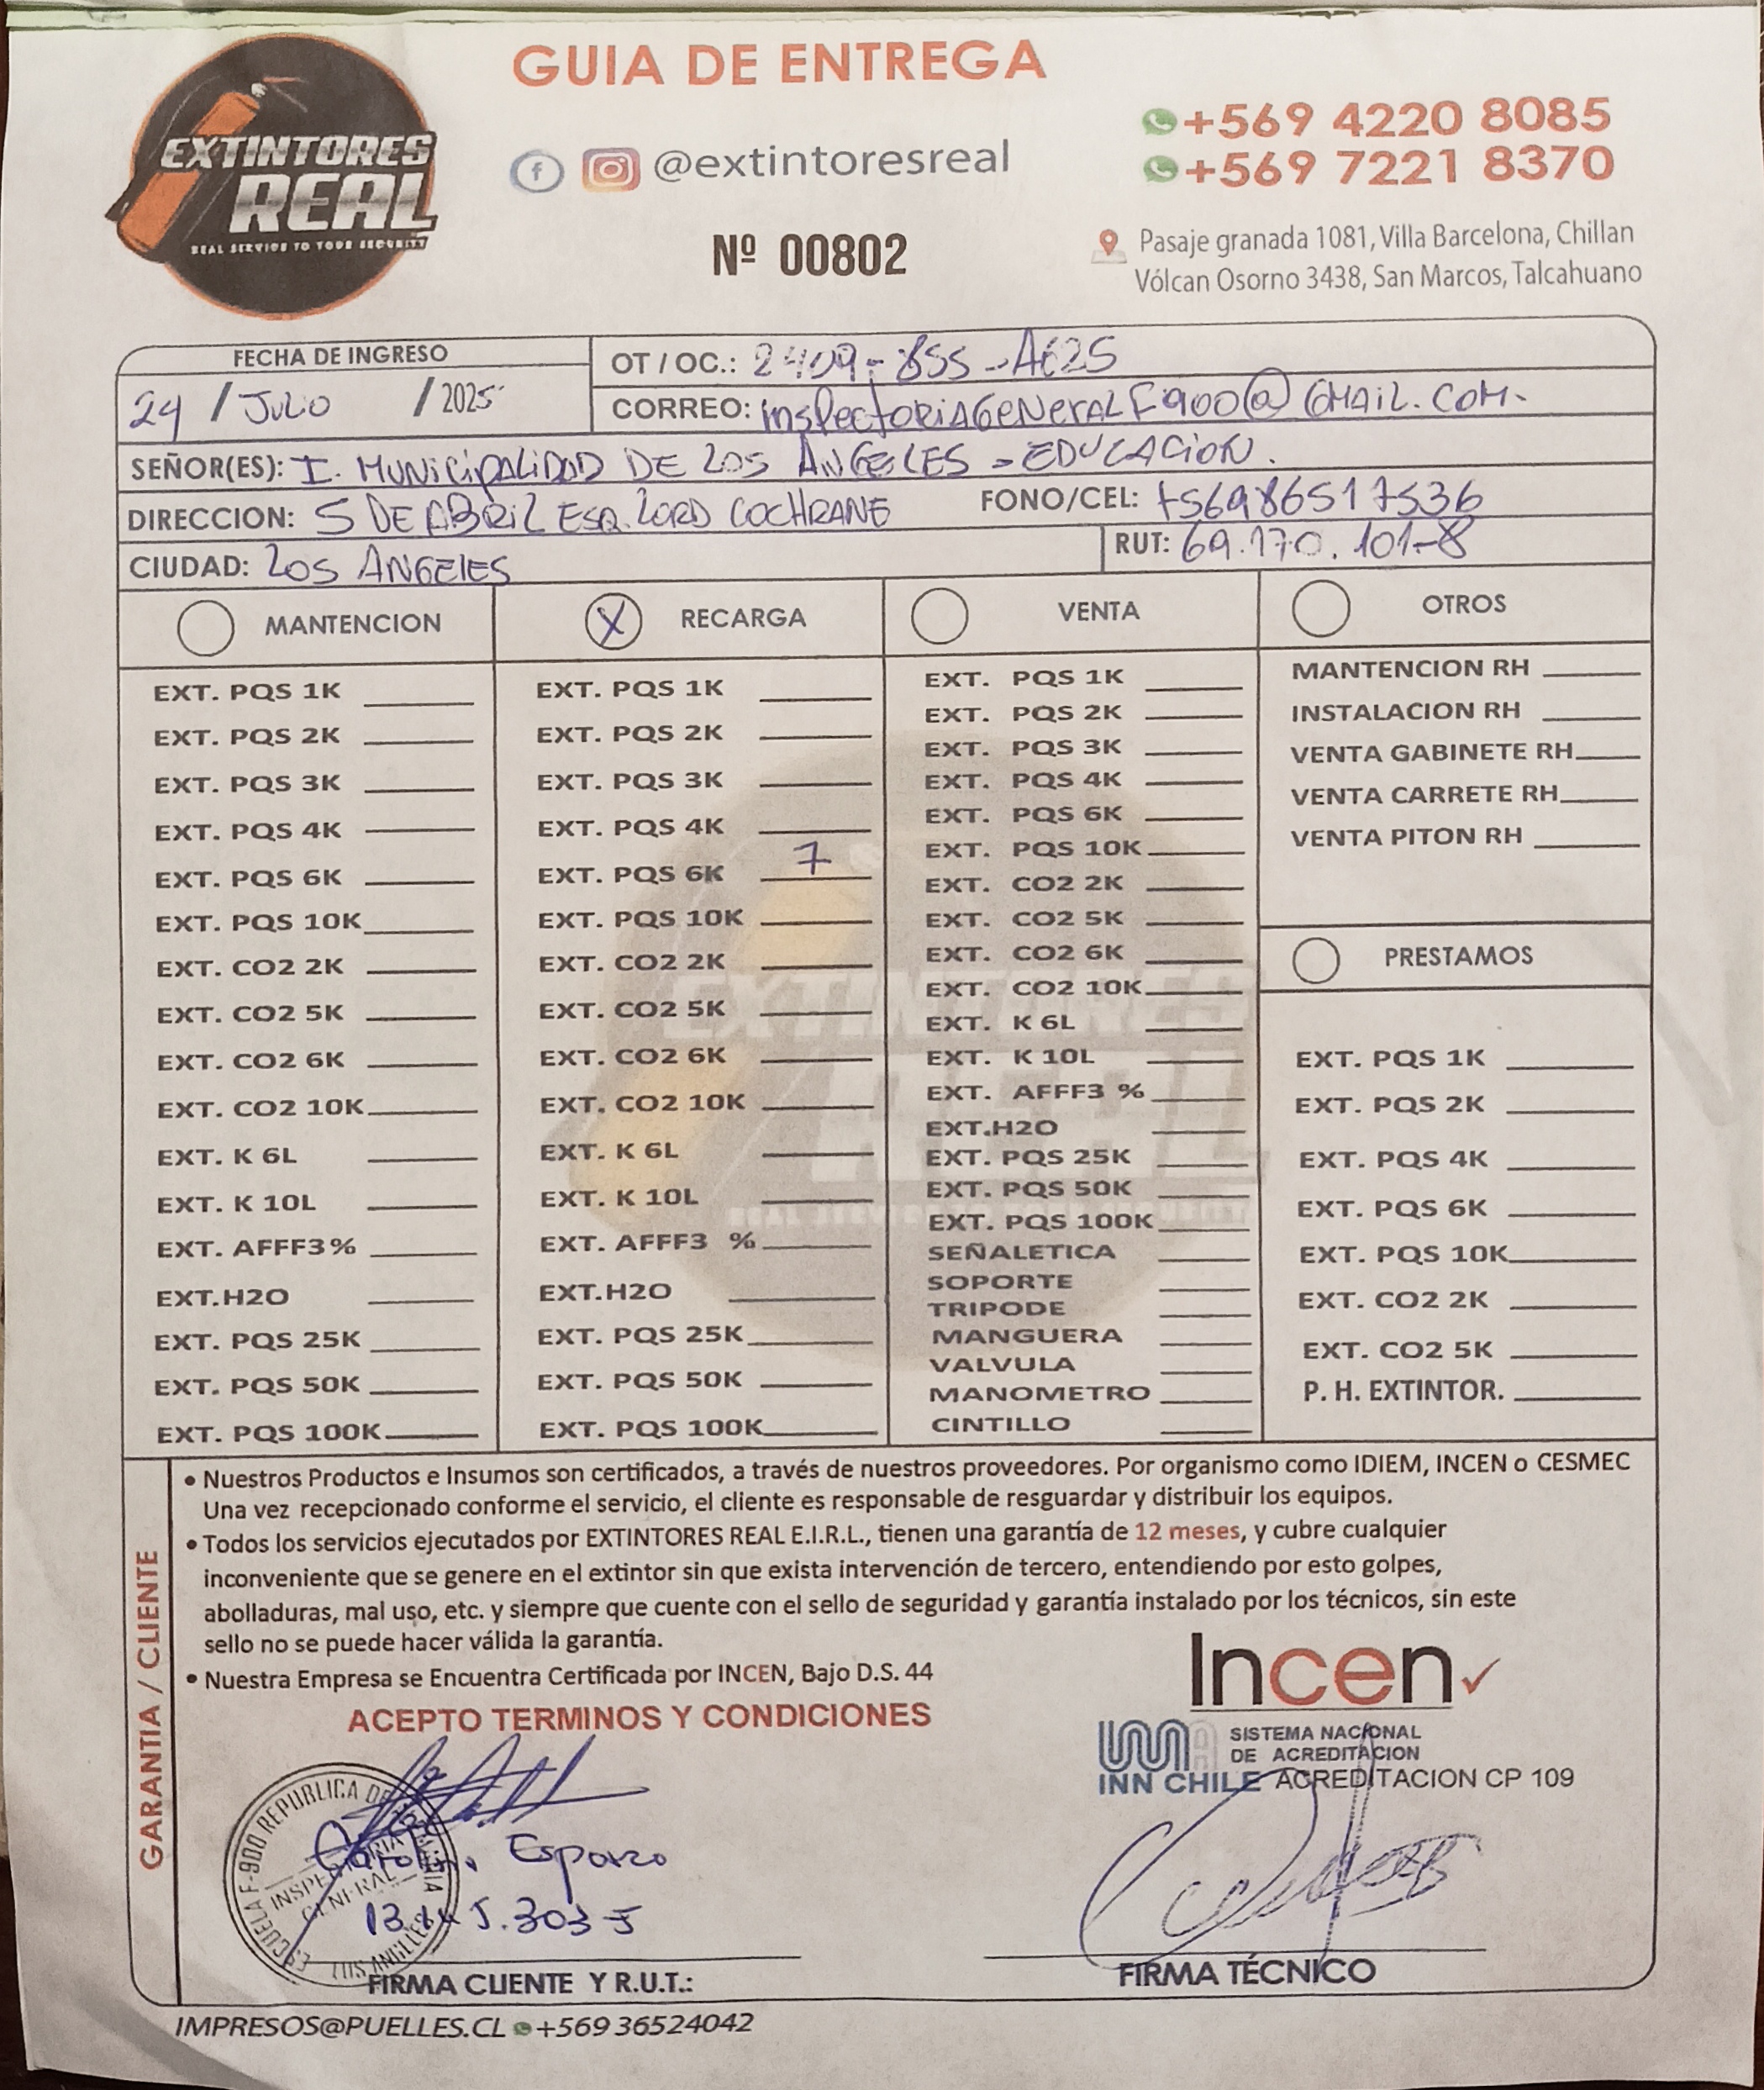 EXTINTORES
REAL
REAL SERVICE TO YOUR SECURITY
GUIA DE ENTREGA
@extintoresreal
Nº 00802
+569 4220 8085
+569 7221 8370
Pasaje granada 1081, Villa Barcelona, Chillan
Vólcan Osorno 3438, San Marcos, Talcahuano
FECHA DE INGRESO
24 / JULIO / 2025
OT / OC.: 2409-855-AG25
CORREO: inspectoriaGeneralF900@GMAIL.COM.
SEÑOR(ES): I. MUNICIPALIDAD DE LOS ANGELES - EDUCACION.
DIRECCION: 5 DE ABRIL ESQ. LORD COCHRANE
FONO/CEL: +56986517536
CIUDAD: LOS ANGELES
RUT: 69.170.101-8
MANTENCION
EXT. PQS 1K
EXT. PQS 2K
EXT. PQS 3K
EXT. PQS 4K
EXT. PQS 6K
EXT. PQS 10K
EXT. CO2 2K
EXT. CO2 5K
EXT. CO2 6K
EXT. CO2 10K
EXT. K 6L
EXT. K 10L
EXT. AFFF3%
EXT.H2O
EXT. PQS 25K
EXT. PQS 50K
EXT. PQS 100K
X RECARGA
EXT. PQS 1K
EXT. PQS 2K
EXT. PQS 3K
EXT. PQS 4K
EXT. PQS 6K 7
EXT. PQS 10K
EXT. CO2 2K
EXT. CO2 5K
EXT. CO2 6K
EXT. CO2 10K
EXT. K 6L
EXT. K 10L
EXT. AFFF3 %
EXT.H2O
EXT. PQS 25K
EXT. PQS 50K
EXT. PQS 100K
VENTA
EXT. PQS 1K
EXT. PQS 2K
EXT. PQS 3K
EXT. PQS 4K
EXT. PQS 6K
EXT. PQS 10K
EXT. CO2 2K
EXT. CO2 5K
EXT. CO2 6K
EXT. CO2 10K
EXT. K 6L
EXT. K 10L
EXT. AFFF3 %
EXT.H2O
EXT. PQS 25K
EXT. PQS 50K
EXT. PQS 100K
SEÑALETICA
SOPORTE
TRIPODE
MANGUERA
VALVULA
MANOMETRO
CINTILLO
OTROS
MANTENCION RH
INSTALACION RH
VENTA GABINETE RH
VENTA CARRETE RH
VENTA PITON RH
PRESTAMOS
EXT. PQS 1K
EXT. PQS 2K
EXT. PQS 4K
EXT. PQS 6K
EXT. PQS 10K
EXT. CO2 2K
EXT. CO2 5K
P. H. EXTINTOR.
GARANTIA / CLIENTE
• Nuestros Productos e Insumos son certificados, a través de nuestros proveedores. Por organismo como IDIEM, INCEN o CESMEC
Una vez recepcionado conforme el servicio, el cliente es responsable de resguardar y distribuir los equipos.
• Todos los servicios ejecutados por EXTINTORES REAL E.I.R.L., tienen una garantía de 12 meses, y cubre cualquier
inconveniente que se genere en el extintor sin que exista intervención de tercero, entendiendo por esto golpes,
abolladuras, mal uso, etc. y siempre que cuente con el sello de seguridad y garantía instalado por los técnicos, sin este
sello no se puede hacer válida la garantía.
• Nuestra Empresa se Encuentra Certificada por INCEN, Bajo D.S. 44
ACEPTO TERMINOS Y CONDICIONES
Incen
SISTEMA NACIONAL
DE ACREDITACION
INN CHILE ACREDITACION CP 109
ESCUELA F-900 REPUBLICA DE
INSPECTORIA
GENERAL
LOS ANGELES
Esparza
FIRMA CLIENTE Y R.U.T.:
FIRMA TÉCNICO
IMPRESOS@PUELLES.CL +569 36524042